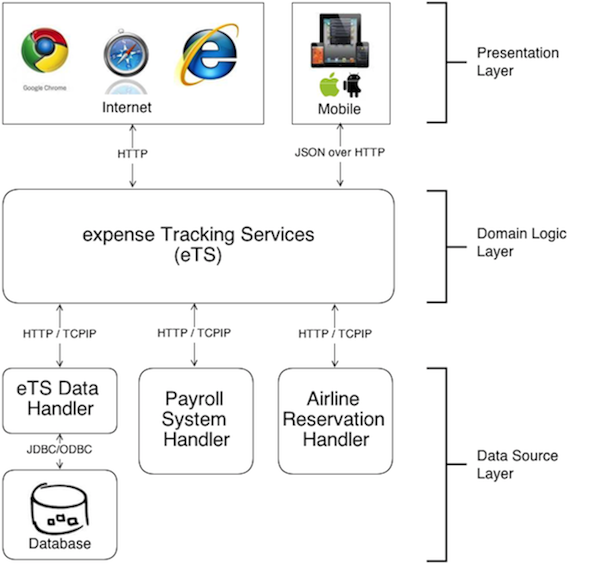 Google Chrome
Internet
Mobile
Presentation
Layer
HTTP
JSON over HTTP
expense Tracking Services
(eTS)
Domain Logic
Layer
HTTP / TCPIP
HTTP / TCPIP
HTTP / TCPIP
eTS Data
Handler
Payroll
System
Handler
Airline
Reservation
Handler
JDBC/ODBC
Database
Data Source
Layer